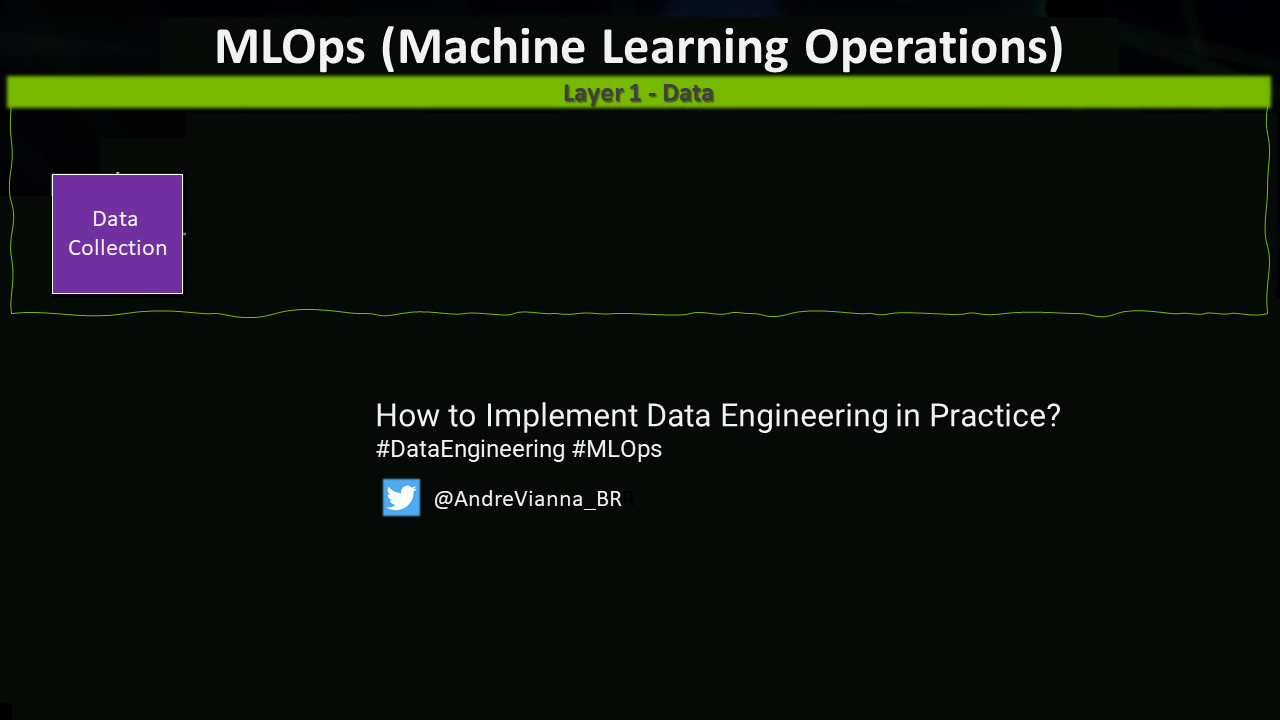 MLOps (Machine Learning Operations)
Layer 1 - Data
Data
Collection
How to Implement Data Engineering in Practice?
#DataEngineering #MLOps
@AndreVianna_BR